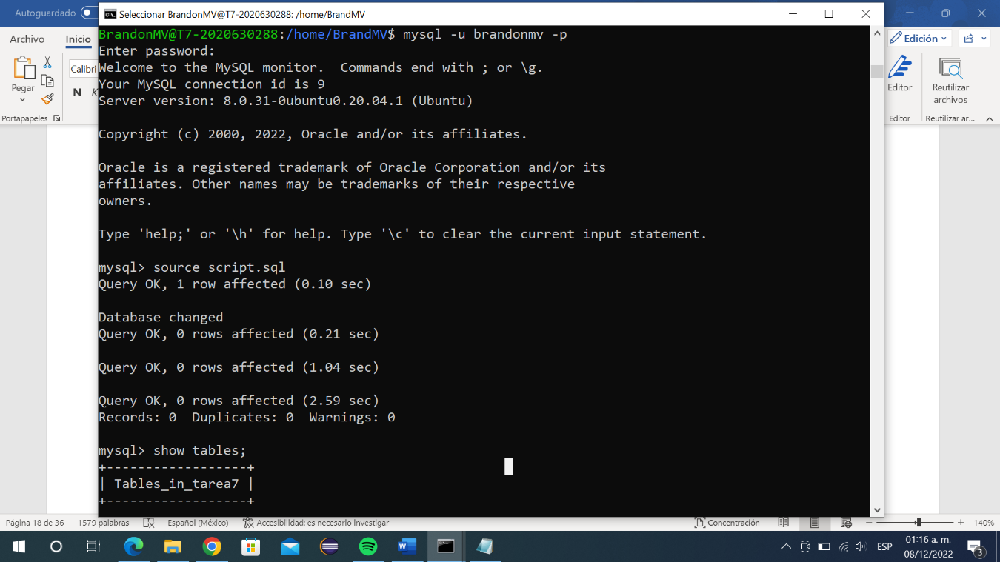 Autoguardado
Seleccionar BrandonMV@T7-2020630288: /home/BrandMV
Archivo
Inicio
Edición
Pegar
Calibri
N
K
Portapapeles
Editor
Reutilizar
archivos
Editor
Reutilizar ar...
BrandonMV@T7-2020630288:/home/BrandMV$ mysql -u brandonmv -p
Enter password:
Welcome to the MySQL monitor.  Commands end with ; or \g.
Your MySQL connection id is 9
Server version: 8.0.31-0ubuntu0.20.04.1 (Ubuntu)
Copyright (c) 2000, 2022, Oracle and/or its affiliates.
Oracle is a registered trademark of Oracle Corporation and/or its
affiliates. Other names may be trademarks of their respective
owners.
Type 'help;' or '\h' for help. Type '\c' to clear the current input statement.
mysql> source script.sql
Query OK, 1 row affected (0.10 sec)
Database changed
Query OK, 0 rows affected (0.21 sec)
Query OK, 0 rows affected (1.04 sec)
Query OK, 0 rows affected (2.59 sec)
Records: 0  Duplicates: 0  Warnings: 0
mysql> show tables;
+------------------+
| Tables_in_tarea7 |
+------------------+
Página 18 de 36
1579 palabras
Español (México)
Accesibilidad: es necesario investigar
Concentración
140%
ESP
01:16 a. m.
08/12/2022
3